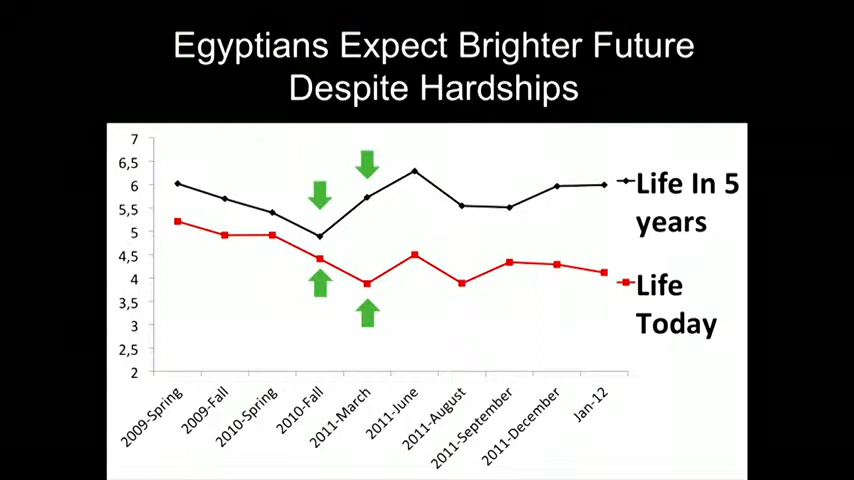 Egyptians Expect Brighter Future
Despite Hardships
7
6,5
6
5,5
5
4,5
4
3,5
3
2,5
2
Life In 5
years
Life
Today
2009-Spring
2009-Fall
2010-Spring
2010-Fall
2011-March
2011-June
2011-August
2011-September
2011-December
Jan-12